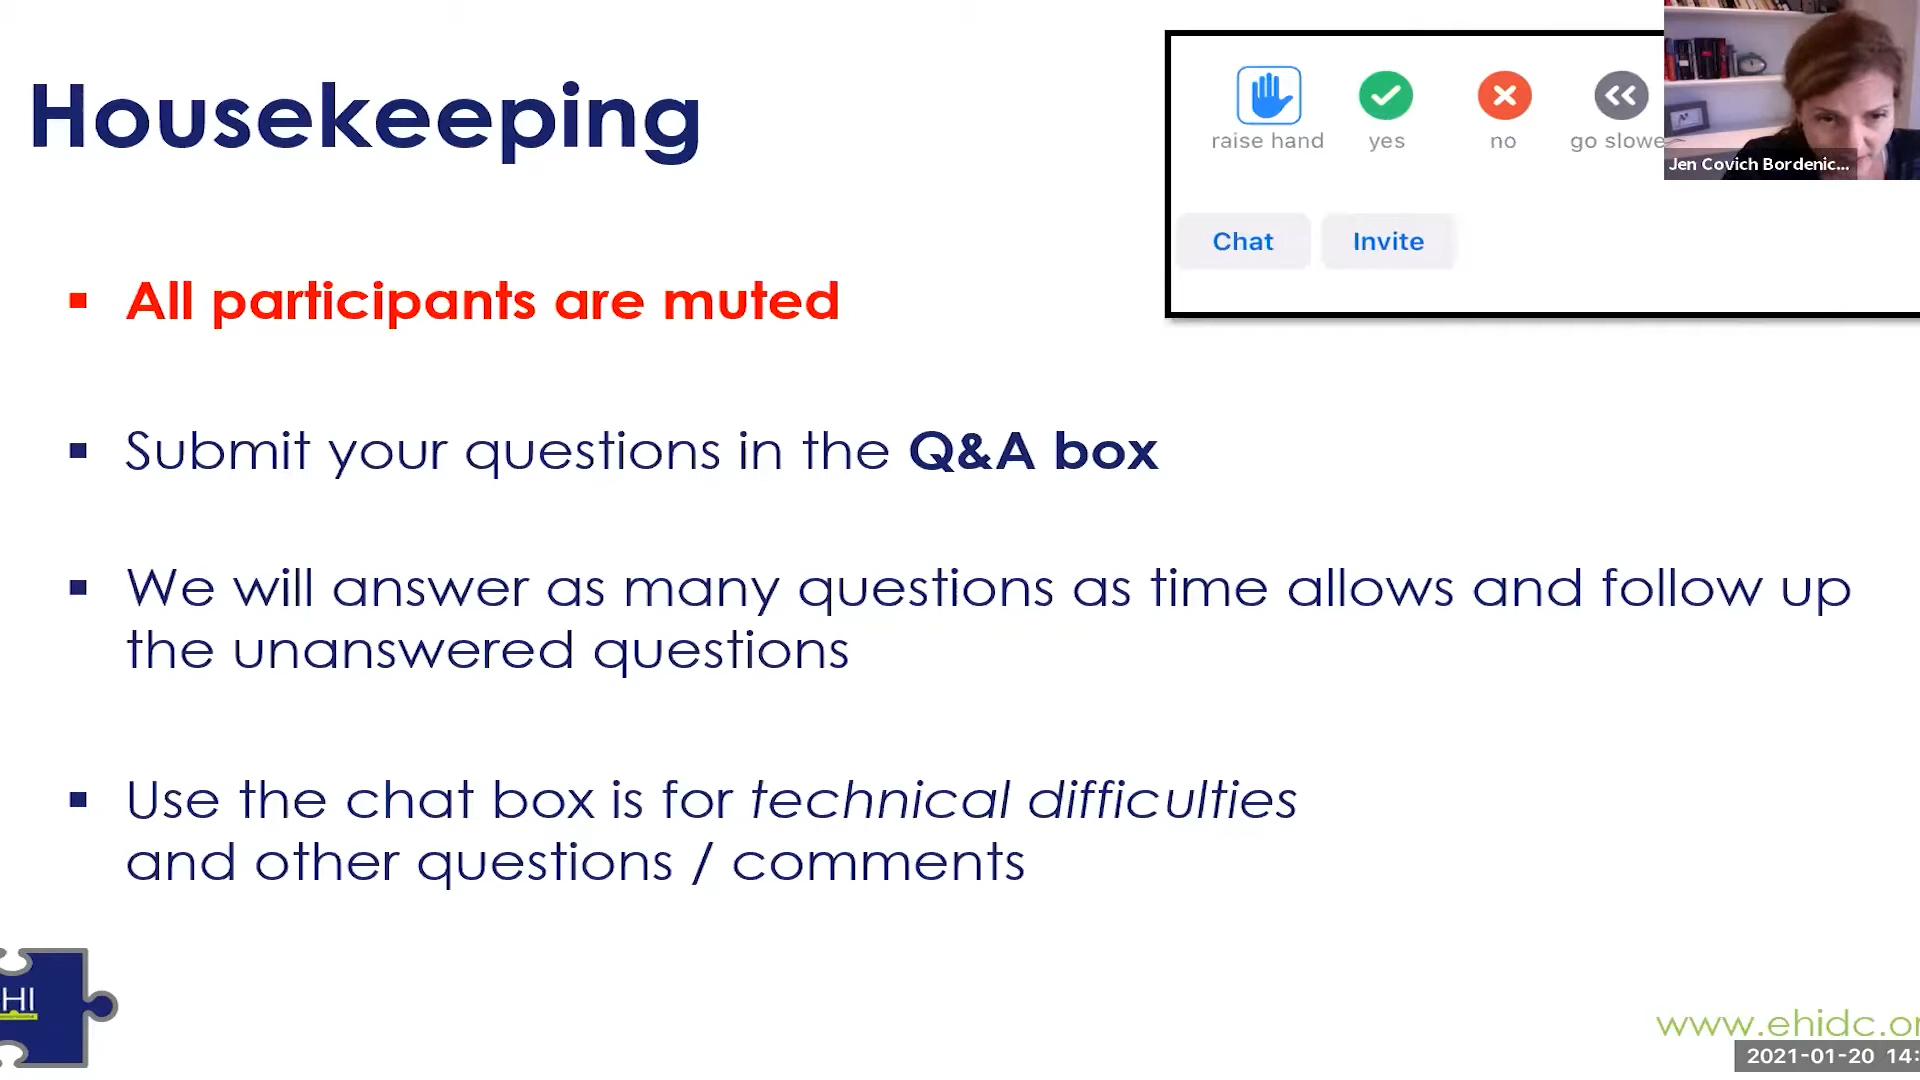 Housekeeping
raise hand
yes
no
go slowe
Jen Covich Bordenic...
Chat
Invite
▪ All participants are muted
▪ Submit your questions in the Q&A box
▪ We will answer as many questions as time allows and follow up
the unanswered questions
▪ Use the chat box is for technical difficulties
and other questions / comments
HI
www.ehidc.or
2021-01-20 14: